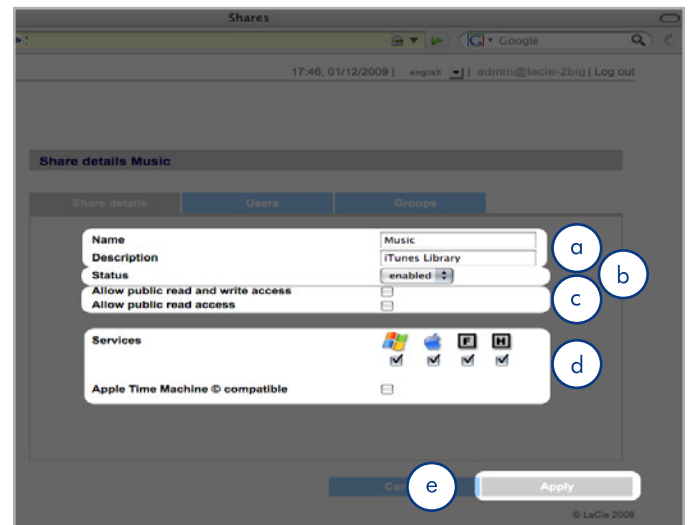 Shares
Google
17:46, 01/12/2009 | english | admin@lacie-2big | Log out
Share details Music
Share details Users Groups
Name Music
Description iTunes Library
a
Status enabled
b
Allow public read and write access
Allow public read access
c
Services F H
d
Apple Time Machine © compatible
e Apply
© LaCie 2008